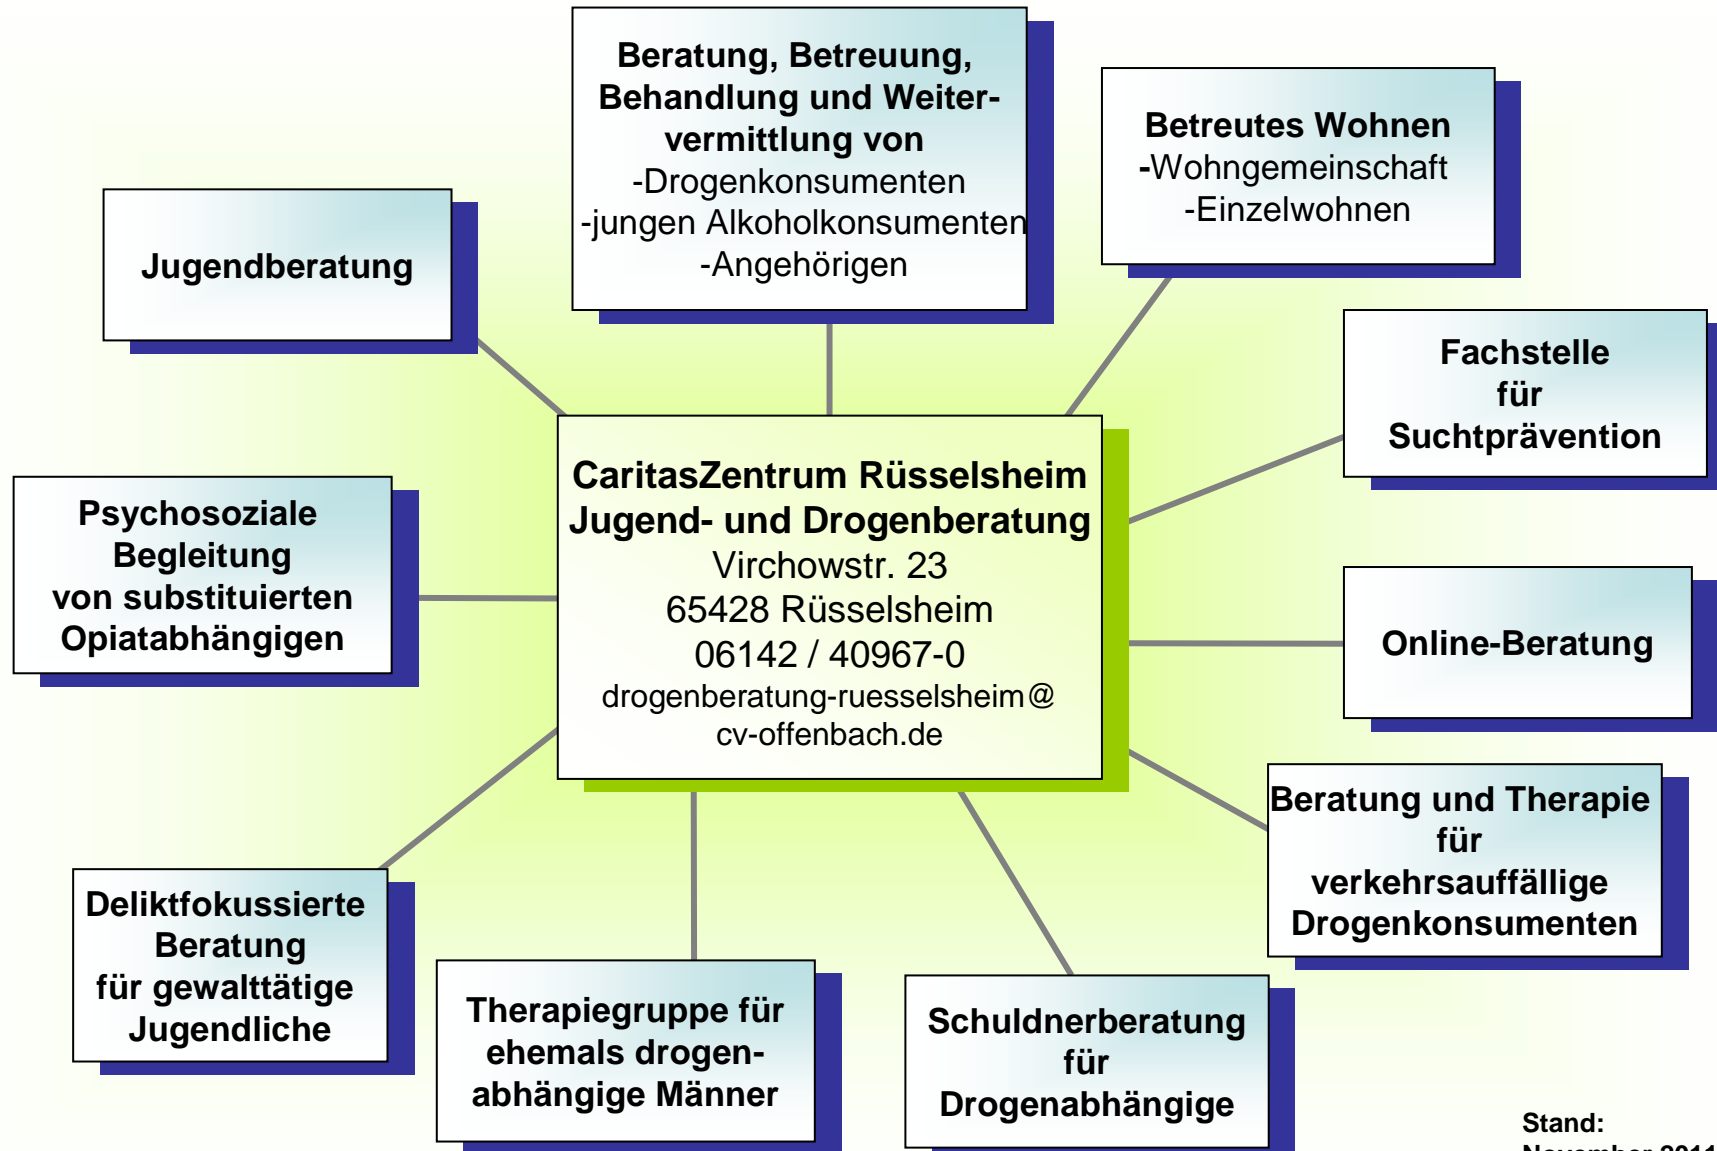 Beratung, Betreuung,
Behandlung und Weiter-
vermittlung von
-Drogenkonsumenten
-jungen Alkoholkonsumenten
-Angehörigen
Betreutes Wohnen
-Wohngemeinschaft
-Einzelwohnen
Jugendberatung
Fachstelle
für
Suchtprävention
CaritasZentrum Rüsselsheim
Jugend- und Drogenberatung
Virchowstr. 23
65428 Rüsselsheim
06142 / 40967-0
drogenberatung-ruesselsheim@
cv-offenbach.de
Psychosoziale
Begleitung
von substituierten
Opiatabhängigen
Online-Beratung
Beratung und Therapie
für
verkehrsauffällige
Drogenkonsumenten
Deliktfokussierte
Beratung
für gewalttätige
Jugendliche
Therapiegruppe für
ehemals drogen-
abhängige Männer
Schuldnerberatung
für
Drogenabhängige
Stand:
November 2011